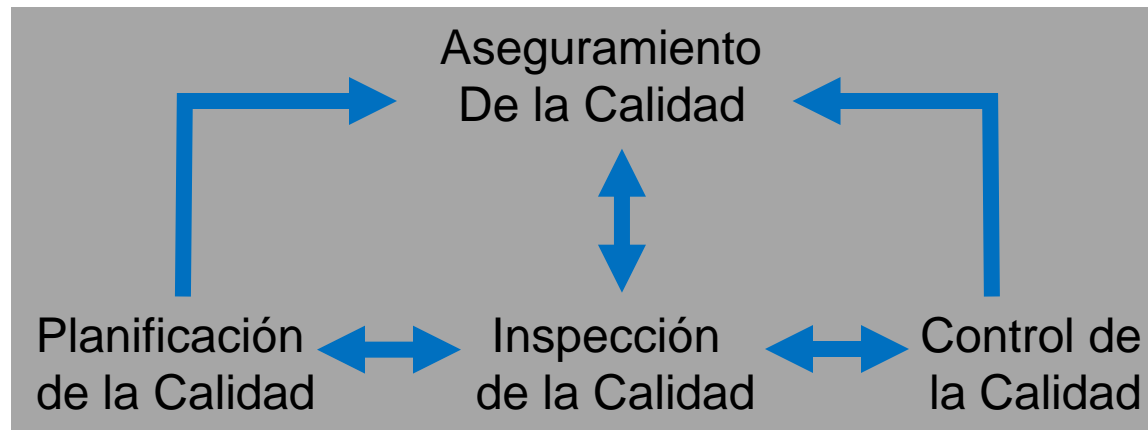 Aseguramiento
De la Calidad
Planificación
de la Calidad
Inspección
de la Calidad
Control de
la Calidad